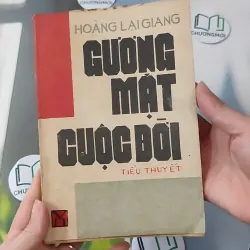 HOÀNG LẠI GIANG
GƯƠNG
MẶT
CUỘC ĐỜI
TIỂU THUYẾT